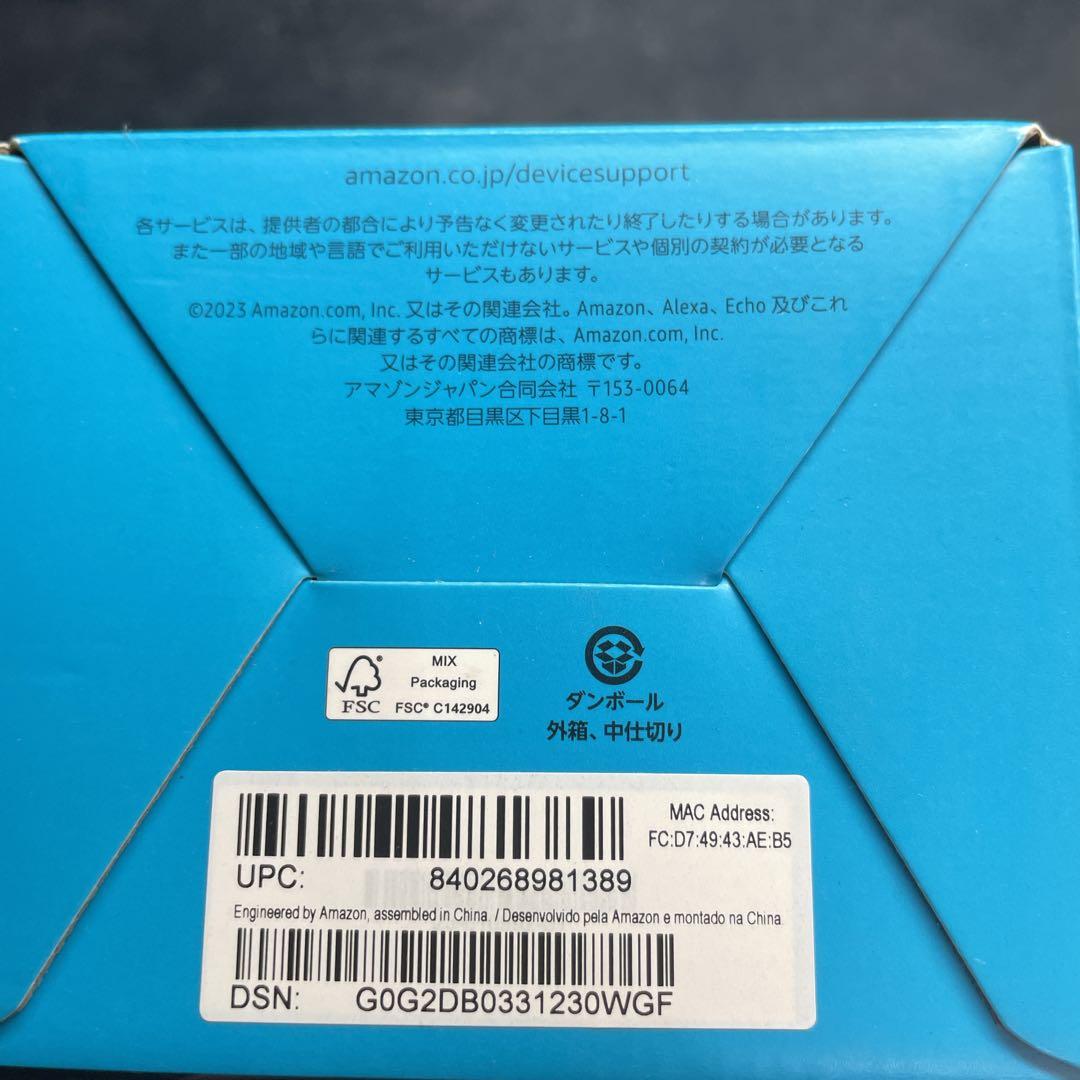 amazon.co.jp/devicesupport
各サービスは、提供者の都合により予告なく変更されたり終了したりする場合があります。
また一部の地域や言語でご利用いただけないサービスや個別の契約が必要となる
サービスもあります。
©2023 Amazon.com, Inc. 又はその関連会社。Amazon、Alexa、Echo 及びこれ
らに関連するすべての商標は、Amazon.com, Inc.
又はその関連会社の商標です。
アマゾンジャパン合同会社 〒153-0064
東京都目黒区下目黒1-8-1
FSC®
MIX
Packaging
FSC® C142904
ダンボール
外箱、中仕切り
MAC Address:
FC:D7:49:43:AE:B5
UPC: 840268981389
Engineered by Amazon, assembled in China. / Desenvolvido pela Amazon e montado na China.
DSN: G0G2DB0331230WGF